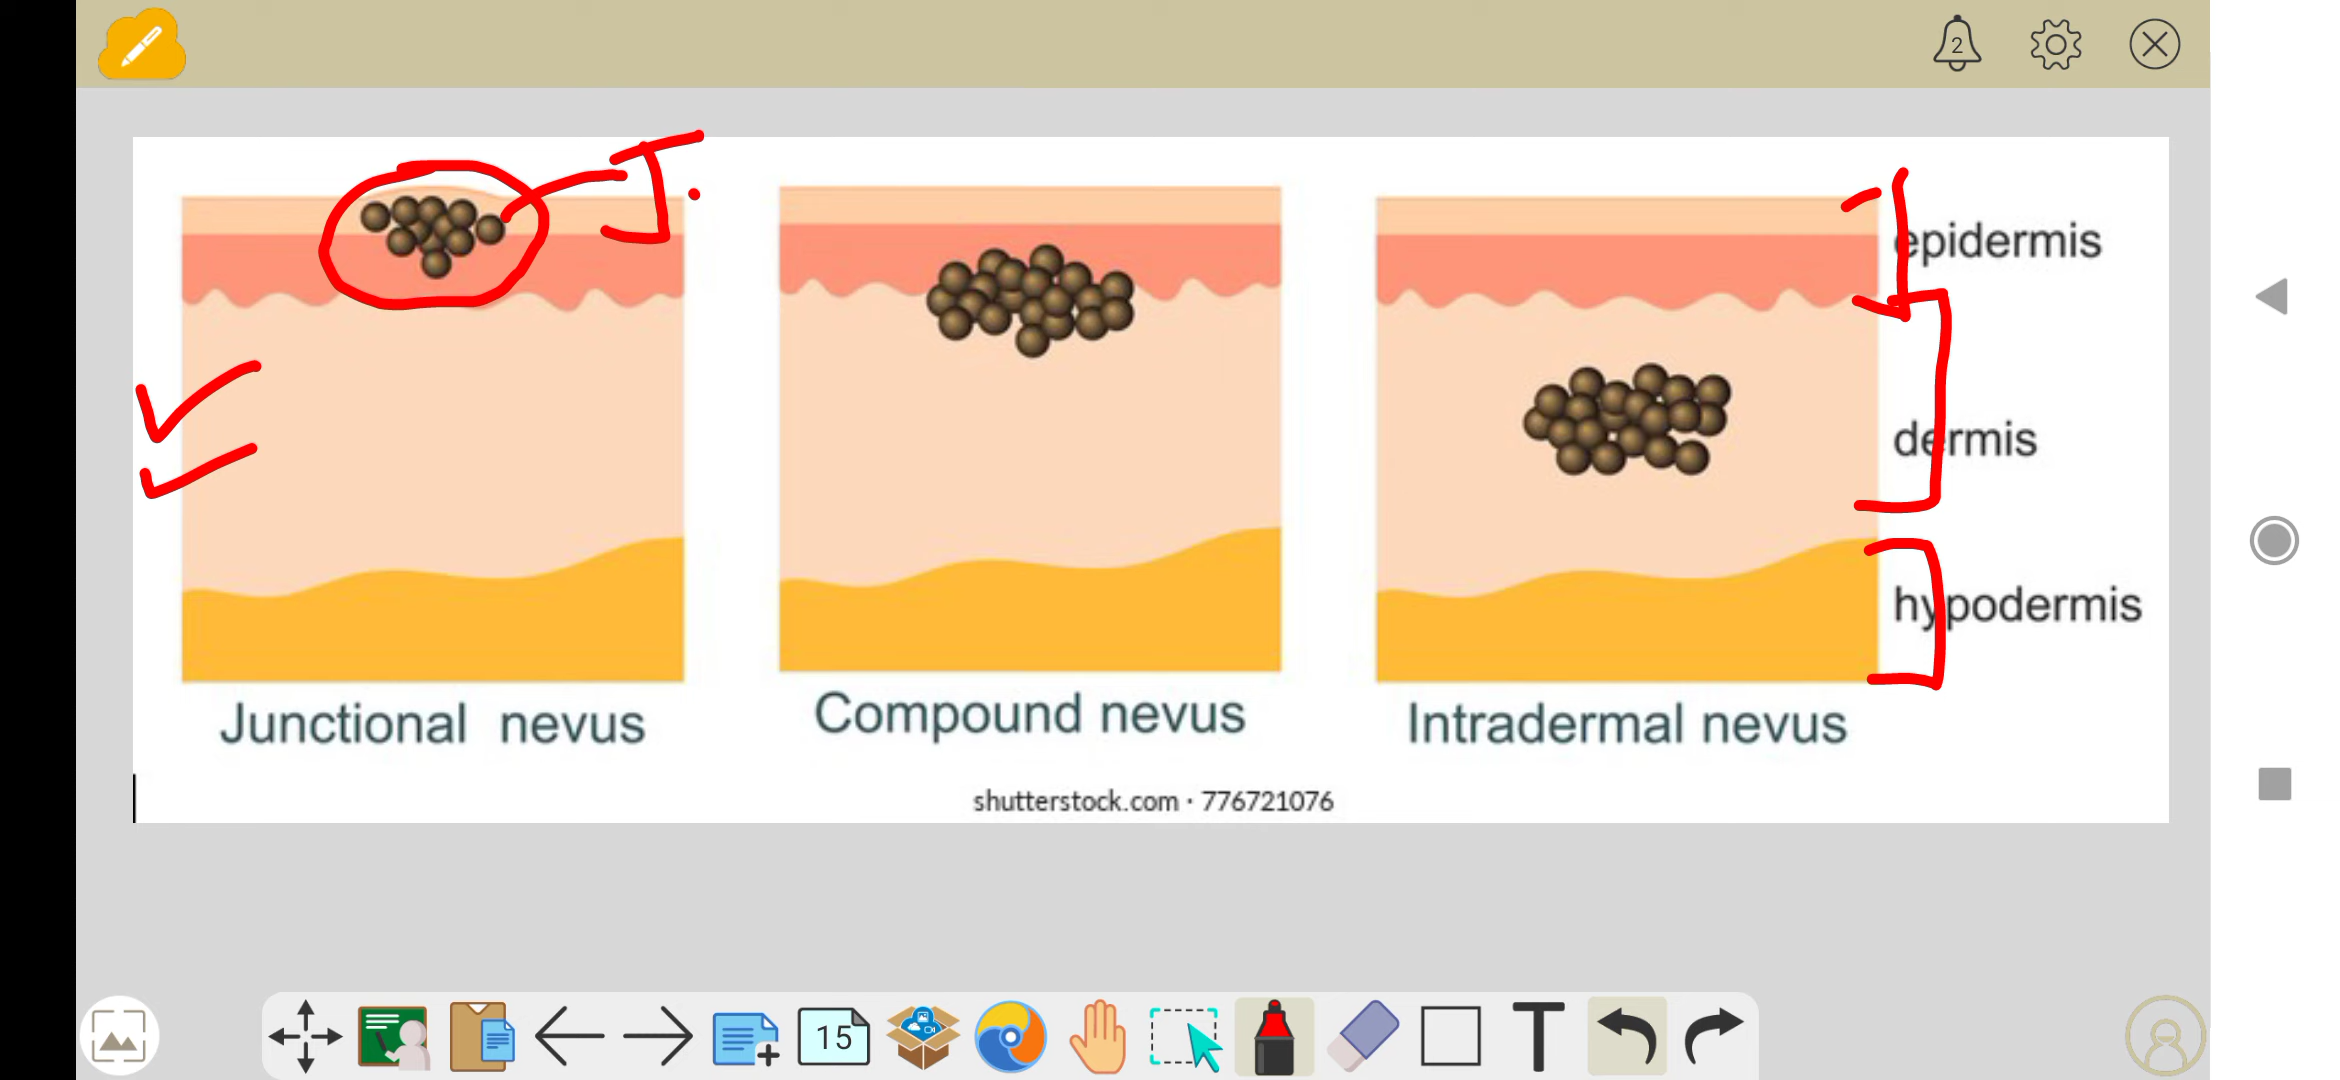 2
J.
epidermis
dermis
hypodermis
Junctional nevus
Compound nevus
Intradermal nevus
shutterstock.com · 776721076
15
T